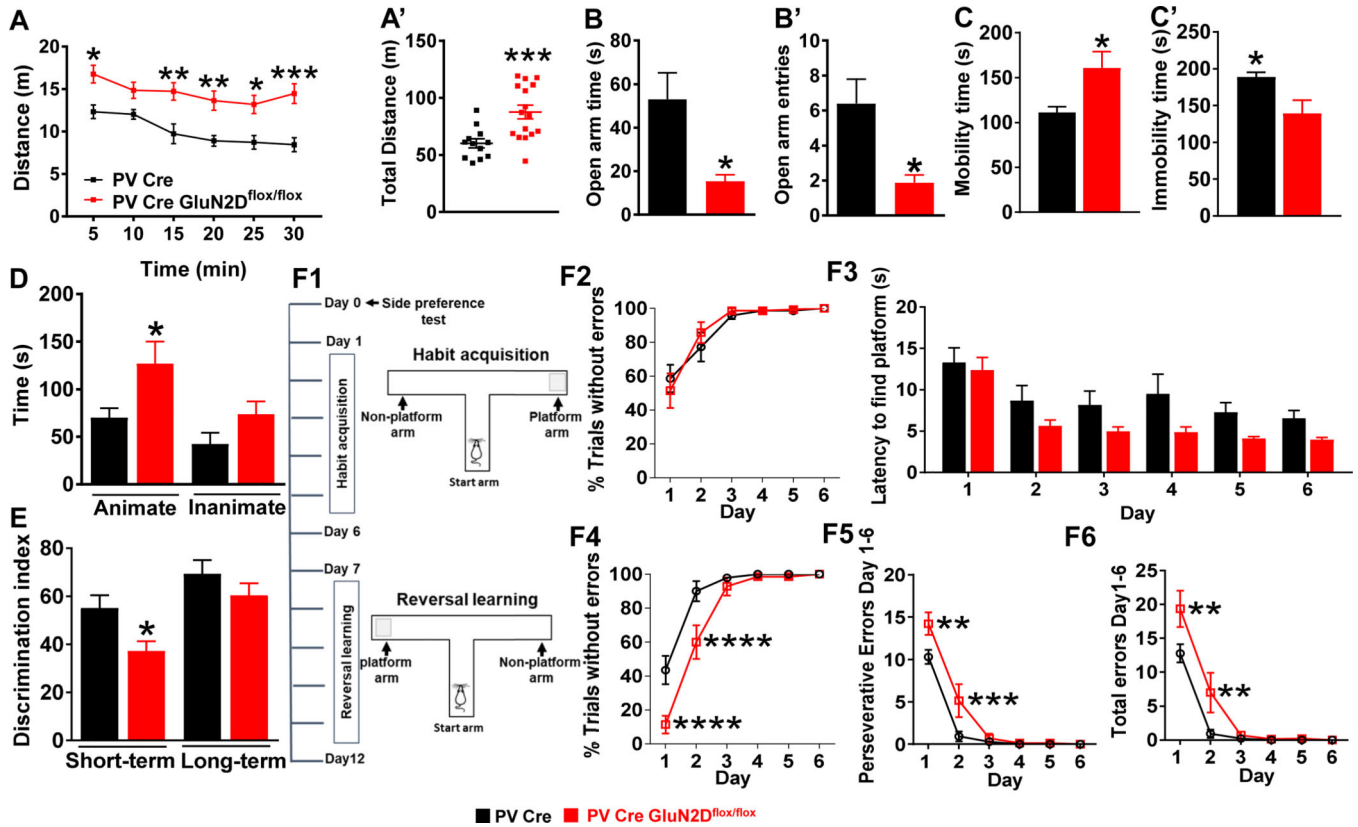 A
Distance (m)
20
15
10
5
0
*
**
**
*
***
PV Cre
PV Cre GluN2Dflox/flox
5 10 15 20 25 30
Time (min)
A'
Total Distance (m)
150
100
50
0
***
B
Open arm time (s)
80
60
40
20
0
*
B'
Open arm entries
8
6
4
2
0
*
C
Mobility time (s)
200
150
100
50
0
*
C'
Immobility time (s)
250
200
150
100
50
0
*
D
Time (s)
200
150
100
50
0
*
Animate Inanimate
E
Discrimination index
80
60
40
20
0
*
Short-term Long-term
F1
Day 0
Side preference
test
Day 1
Habit acquisition
Day 6
Day 7
Reversal learning
Day12
Habit acquisition
Non-platform
arm
Platform
arm
Start arm
Reversal learning
platform
arm
Non-platform
arm
Start arm
F2
% Trials without errors
100
80
60
40
20
0
1 2 3 4 5 6
Day
F3
Latency to find platform (s)
20
15
10
5
0
1 2 3 4 5 6
Day
F4
% Trials without errors
100
80
60
40
20
0
****
****
1 2 3 4 5 6
Day
F5
Perseverative Errors Day 1-6
20
15
10
5
0
**
***
1 2 3 4 5 6
Day
F6
Total errors Day1-6
25
20
15
10
5
0
**
**
1 2 3 4 5 6
Day
PV Cre PV Cre GluN2Dflox/flox